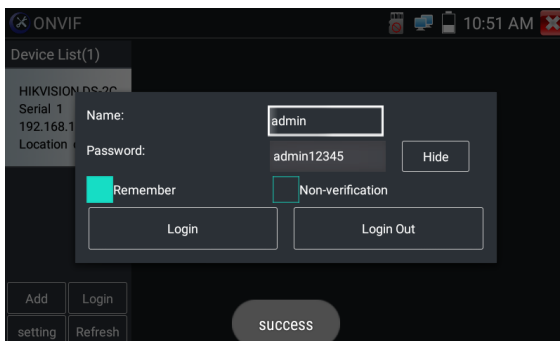 ONVIF
10:51 AM
Device List(1)
HIKVISION DS-2C
Serial 1
192.168.1
Location
Name:
admin
Password:
admin12345
Hide
Remember
Non-verification
Login
Login Out
Add
Login
setting
Refresh
success